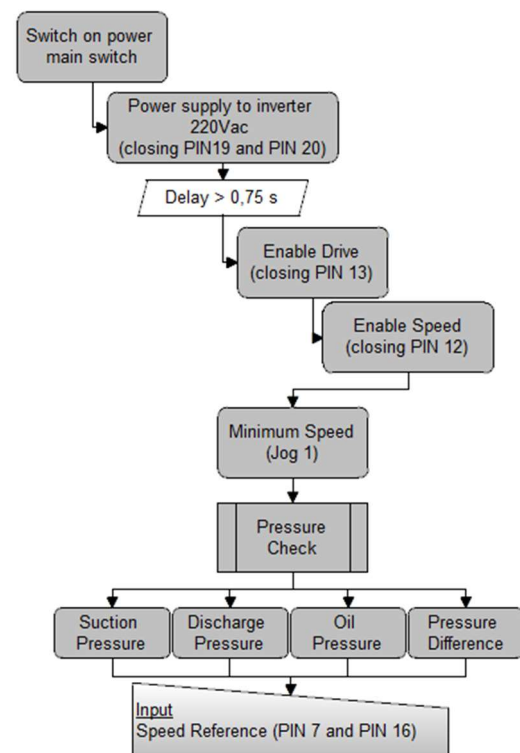 Switch on power
main switch
Power supply to inverter
220Vac
(closing PIN19 and PIN 20)
Delay > 0,75 s
Enable Drive
(closing PIN 13)
Enable Speed
(closing PIN 12)
Minimum Speed
(Jog 1)
Pressure
Check
Suction
Pressure
Discharge
Pressure
Oil
Pressure
Pressure
Difference
Input
Speed Reference (PIN 7 and PIN 16)